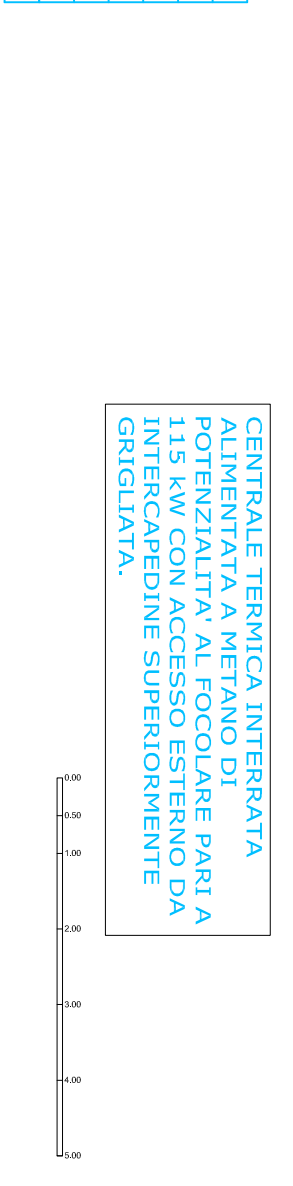 CENTRALE TERMICA INTERRATA
ALIMENTATA A METANO DI
POTENZIALITA' AL FOCOLARE PARI A
115 kW CON ACCESSO ESTERNO DA
INTERCAPEDINE SUPERIORMENTE
GRIGLIATA.
0.00
0.50
1.00
2.00
3.00
4.00
5.00